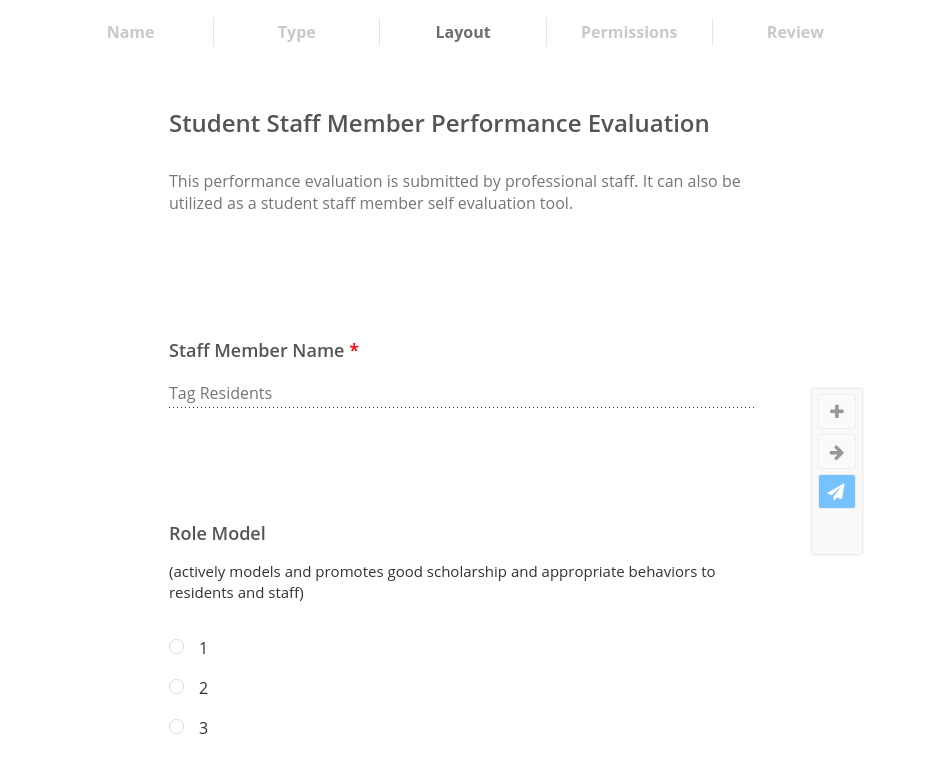 Name Type Layout Permissions Review
Student Staff Member Performance Evaluation
This performance evaluation is submitted by professional staff. It can also be
utilized as a student staff member self evaluation tool.
Staff Member Name *
Tag Residents
Role Model
(actively models and promotes good scholarship and appropriate behaviors to
residents and staff)
1
2
3